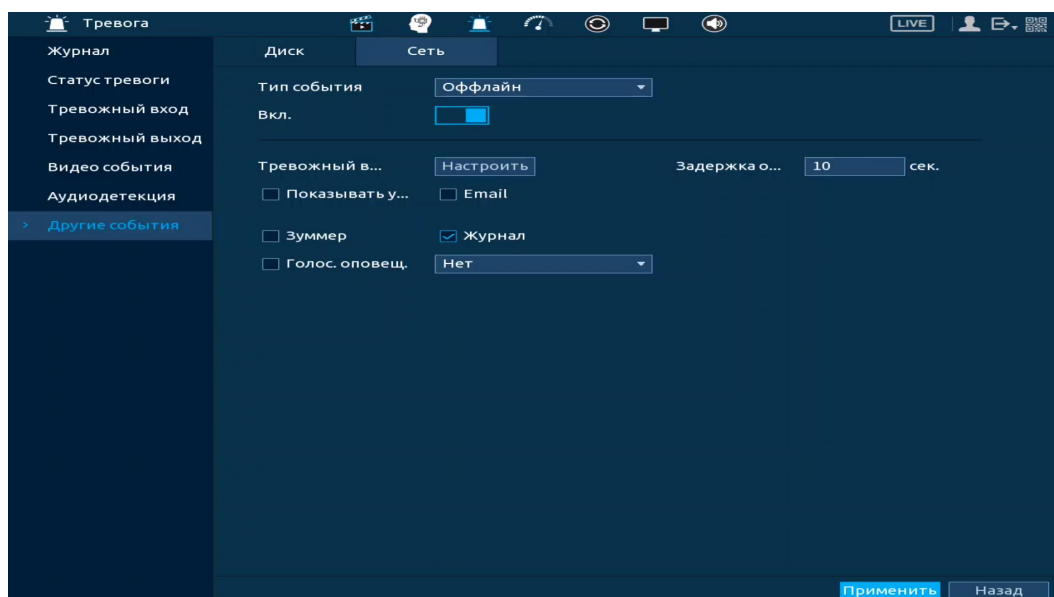 Тревога LIVE
Журнал
Диск Сеть
Статус тревоги
Тип события Оффлайн
Тревожный вход
Вкл.
Тревожный выход
Видео события
Тревожный в... Настроить Задержка о... 10 сек.
Аудиодетекция
Показывать у... Email
> Другие события
Зуммер Журнал
Голос. оповещ. Нет
Применить Назад